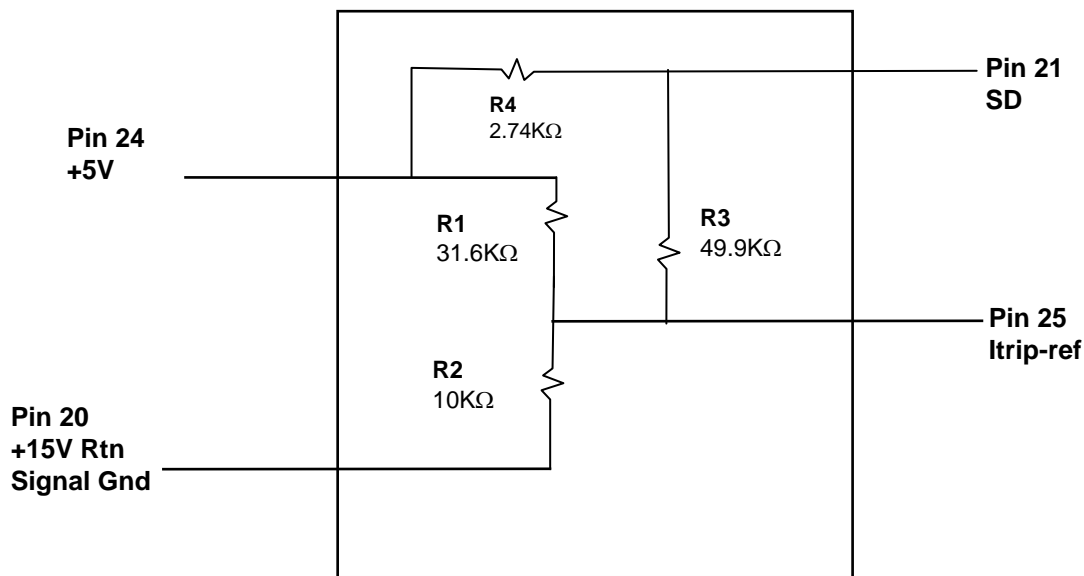 Pin 21
SD
R4
2.74KΩ
Pin 24
+5V
R1
31.6KΩ
R3
49.9KΩ
Pin 25
Itrip-ref
R2
10KΩ
Pin 20
+15V Rtn
Signal Gnd